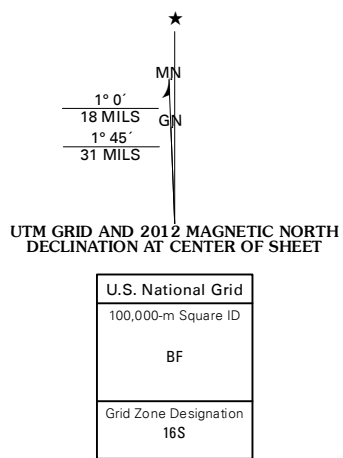 MN
1° 0´
18 MILS
GN
1° 45´
31 MILS
UTM GRID AND 2012 MAGNETIC NORTH
DECLINATION AT CENTER OF SHEET
U.S. National Grid
100,000-m Square ID
BF
Grid Zone Designation
16S